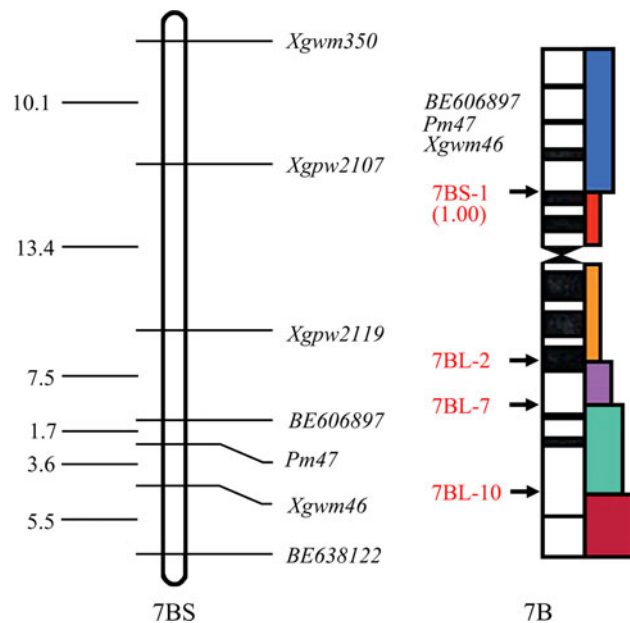 Xgwm350
10.1
Xgpw2107
13.4
Xgpw2119
7.5
BE606897
1.7
Pm47
3.6
Xgwm46
5.5
BE638122
7BS
BE606897
Pm47
Xgwm46
7BS-1
(1.00)
7BL-2
7BL-7
7BL-10
7B